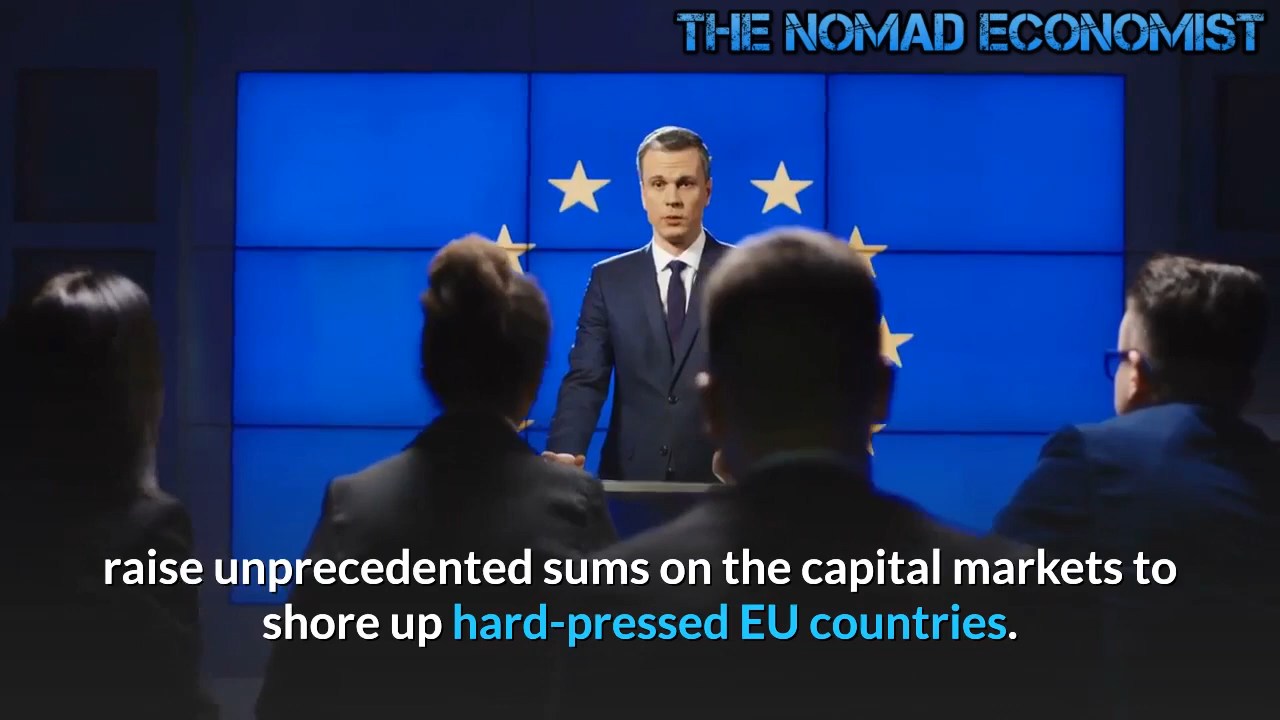 THE NOMAD ECONOMIST
raise unprecedented sums on the capital markets to
shore up hard-pressed EU countries.